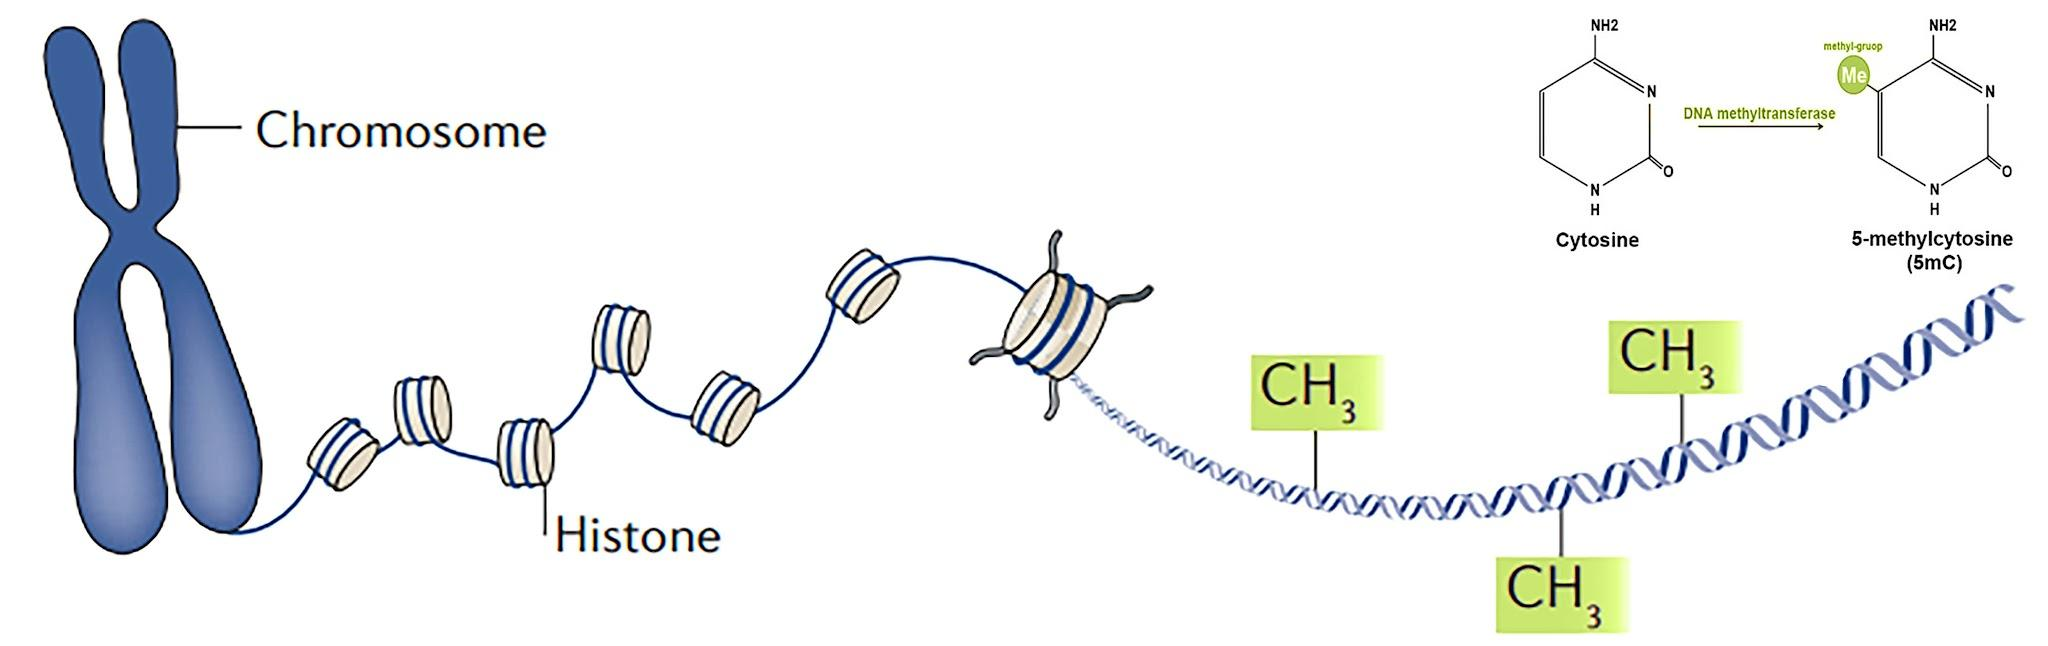 Chromosome
Histone
CH3
CH3
CH3
NH2
N
O
N
H
Cytosine
DNA methyltransferase
methyl-gruop
Me
NH2
N
O
N
H
5-methylcytosine
(5mC)